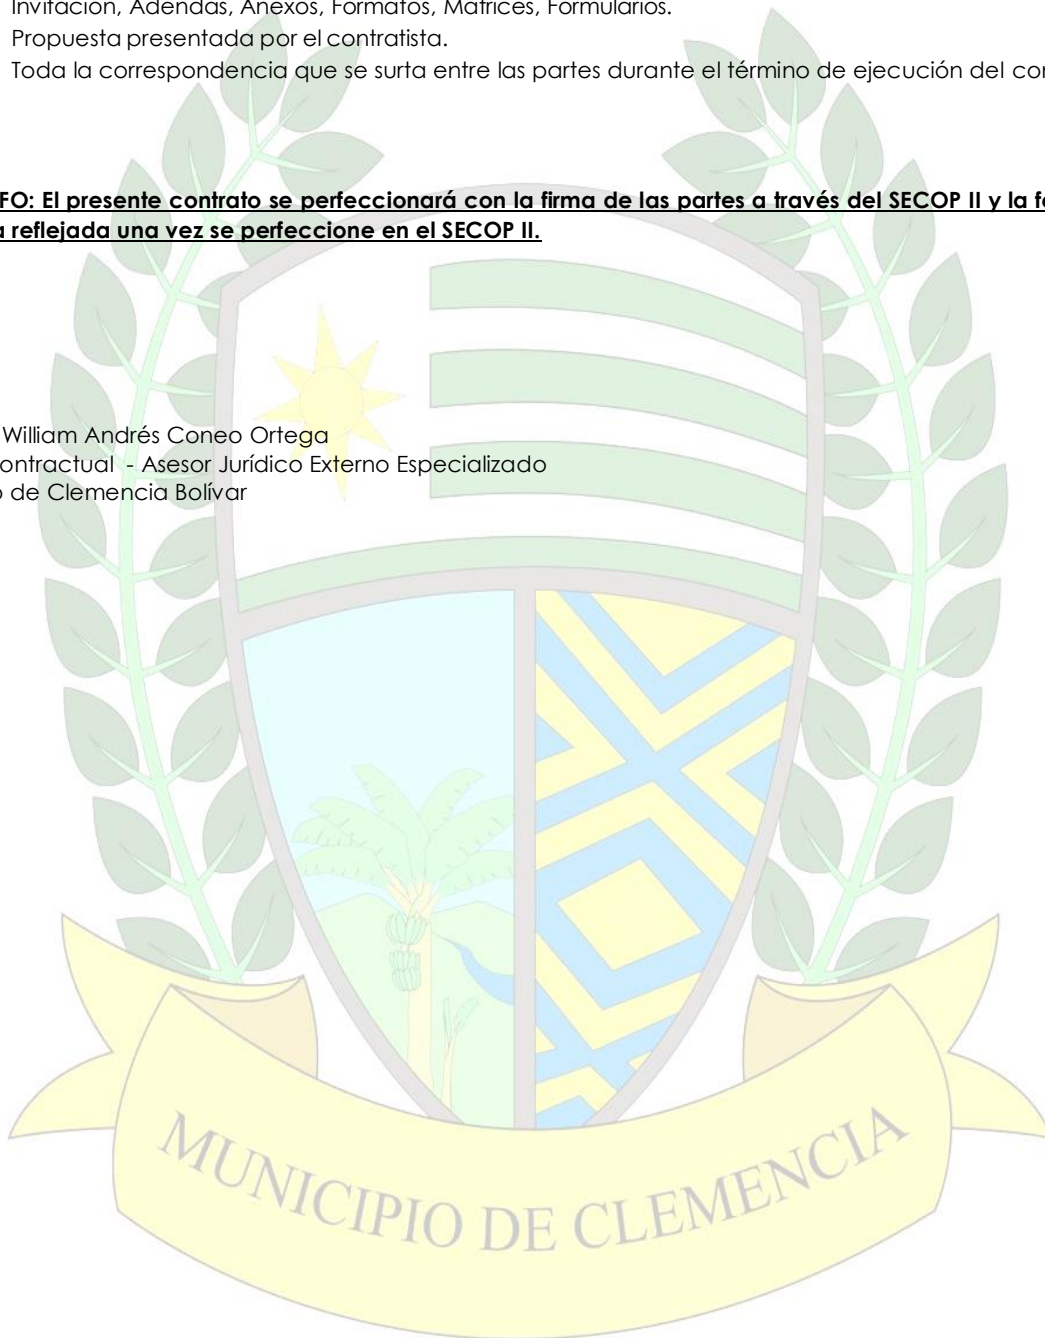 Invitación, Adendas, Anexos, Formatos, Matrices, Formularios.
Propuesta presentada por el contratista.
Toda la correspondencia que se surta entre las partes durante el término de ejecución del
FO: El presente contrato se perfeccionará con la firma de las partes a través del SECOP II y la
reflejada una vez se perfeccione en el SECOP II.
William Andrés Coneo Ortega
ontractual - Asesor Jurídico Externo Especializado
de Clemencia Bolívar
MUNICIPIO DE CLEMENCIA